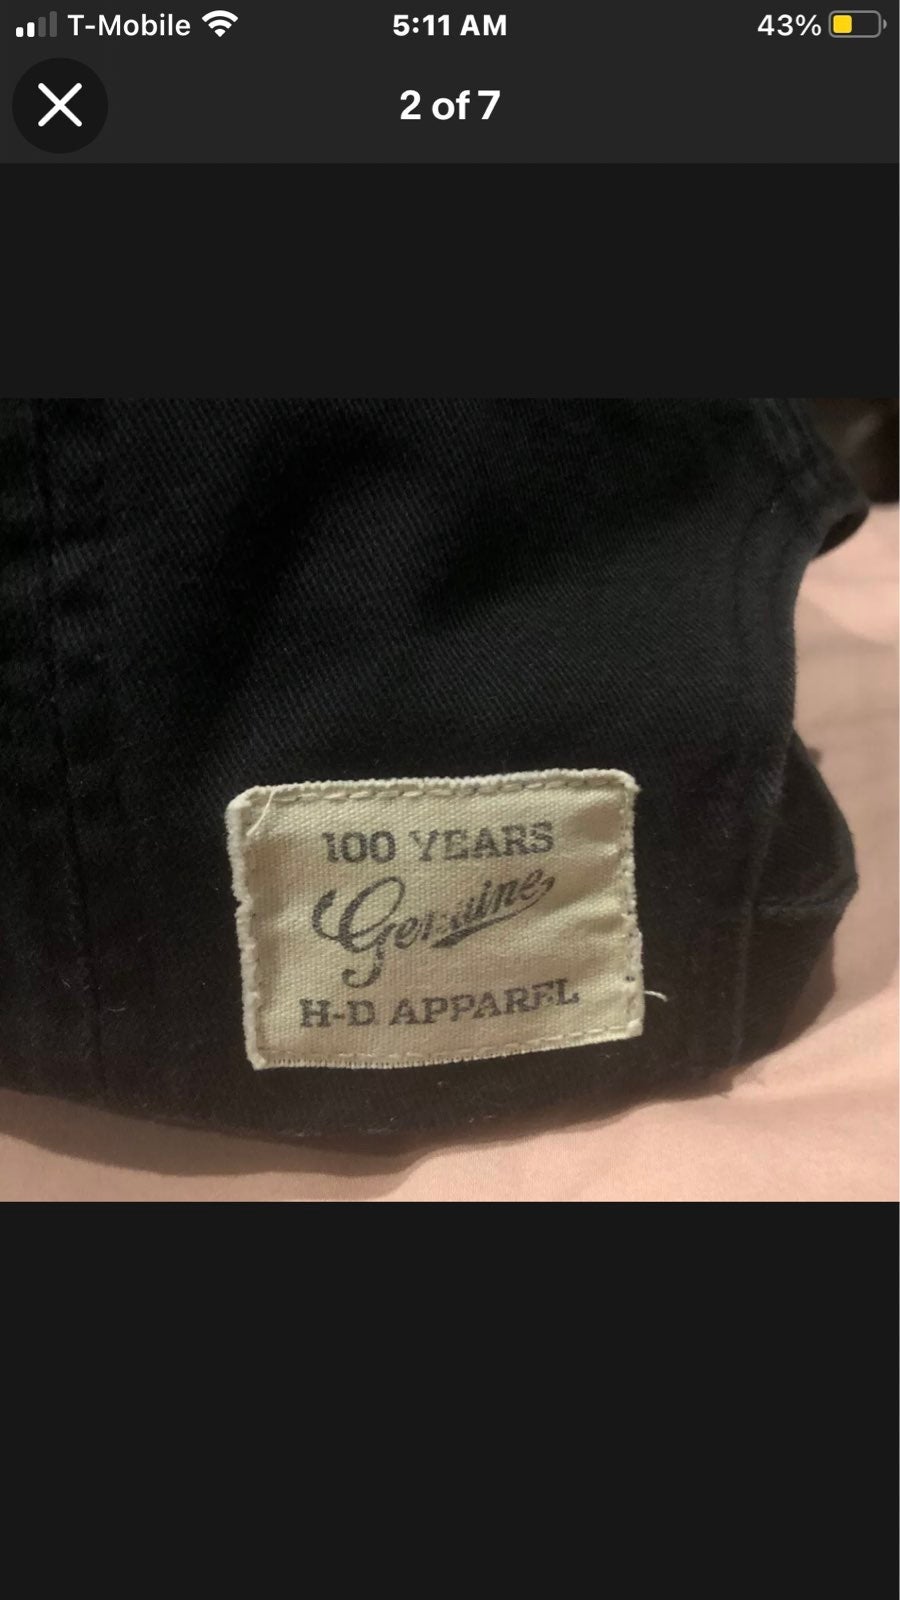 T-Mobile 5:11 AM 43%
2 of 7
100 YEARS
Genuine
H-D APPAREL